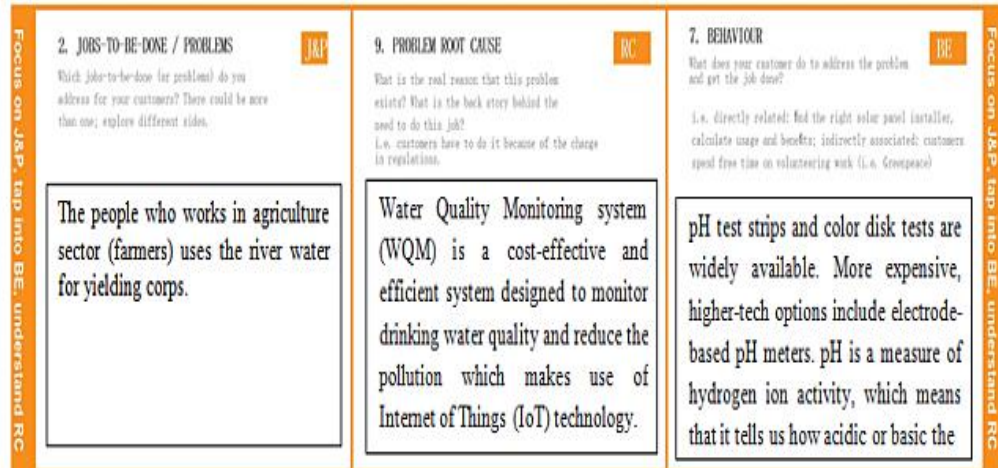 Focus on J&P, tap into BE, understand RC
2. JOBS-TO-BE-DONE / PROBLEMS
J&P
Which jobs-to-be-done (or problems) do you
address for your customers? There could be more
than one; explore different sides.
The people who works in agriculture
sector (farmers) uses the river water
for yielding corps.
9. PROBLEM ROOT CAUSE
RC
What is the real reason that this problem
exists? What is the back story behind the
need to do this job?
i.e. customers have to do it because of the change
in regulations.
Water Quality Monitoring system
(WQM) is a cost-effective and
efficient system designed to monitor
drinking water quality and reduce the
pollution which makes use of
Internet of Things (IoT) technology.
7. BEHAVIOUR
BE
What does your customer do to address the problem
and get the job done?
i.e. directly related: find the right solar panel installer,
calculate usage and benefits; indirectly associated: customers
spend free time on volunteering work (i.e. Greenpeace)
pH test strips and color disk tests are
widely available. More expensive,
higher-tech options include electrode-
based pH meters. pH is a measure of
hydrogen ion activity, which means
that it tells us how acidic or basic the
Focus on J&P, tap into BE, understand RC